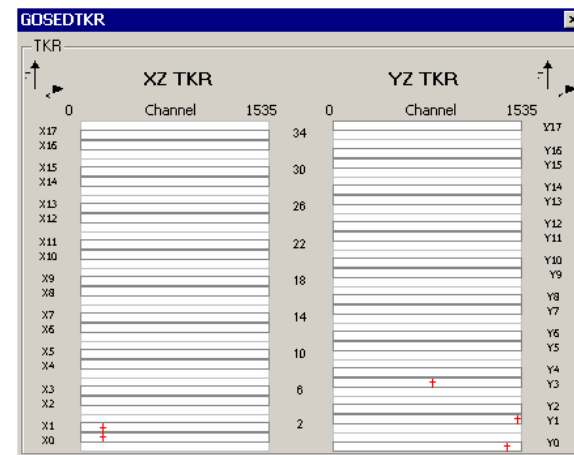 GOSEDTKR
TKR
XZ TKR YZ TKR
0 Channel 1535 0 Channel 1535
X17 34 Y17
X16 Y16
X15 30 Y15
X14 Y14
X13 26 Y13
X12 Y12
X11 22 Y11
X10 Y10
X9 18 Y9
X8 Y8
X7 14 Y7
X6 Y6
X5 10 Y5
X4 Y4
X3 6 Y3
X2 Y2
X1 2 Y1
X0 Y0